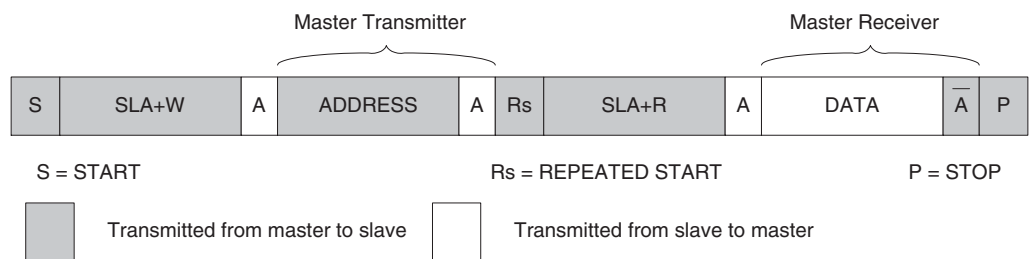 Master Transmitter Master Receiver
S SLA+W A ADDRESS A Rs SLA+R A DATA A̅ P
S = START Rs = REPEATED START P = STOP
Transmitted from master to slave Transmitted from slave to master